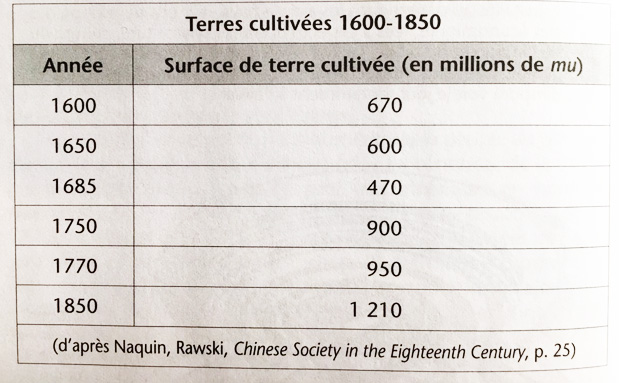 Terres cultivées 1600-1850
Année Surface de terre cultivée (en millions de mu)
1600 670
1650 600
1685 470
1750 900
1770 950
1850 1 210
(d'après Naquin, Rawski, Chinese Society in the Eighteenth Century, p. 25)